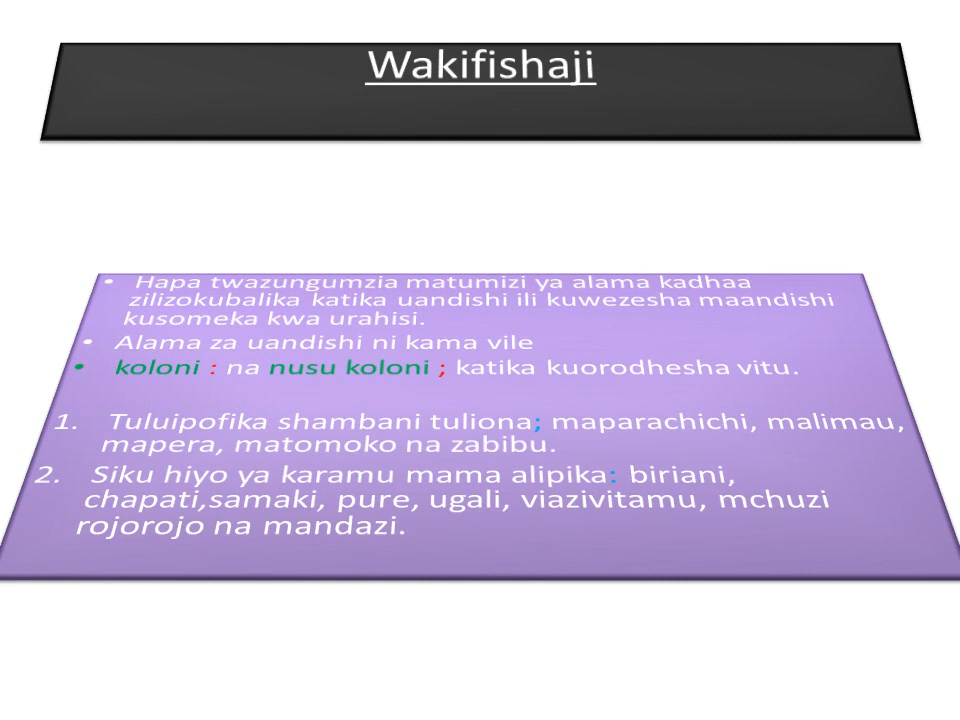 Wakifishaji
• Hapa twazungumzia matumizi ya alama kadhaa
zilizokubalika katika uandishi ili kuwezesha maandishi
kusomeka kwa urahisi.
• Alama za uandishi ni kama vile
• koloni : na nusu koloni ; katika kuorodhesha vitu.
1. Tuluipofika shambani tuliona; maparachichi, malimau,
mapera, matomoko na zabibu.
2. Siku hiyo ya karamu mama alipika: biriani,
chapati,samaki, pure, ugali, viazivitamu, mchuzi
rojorojo na mandazi.